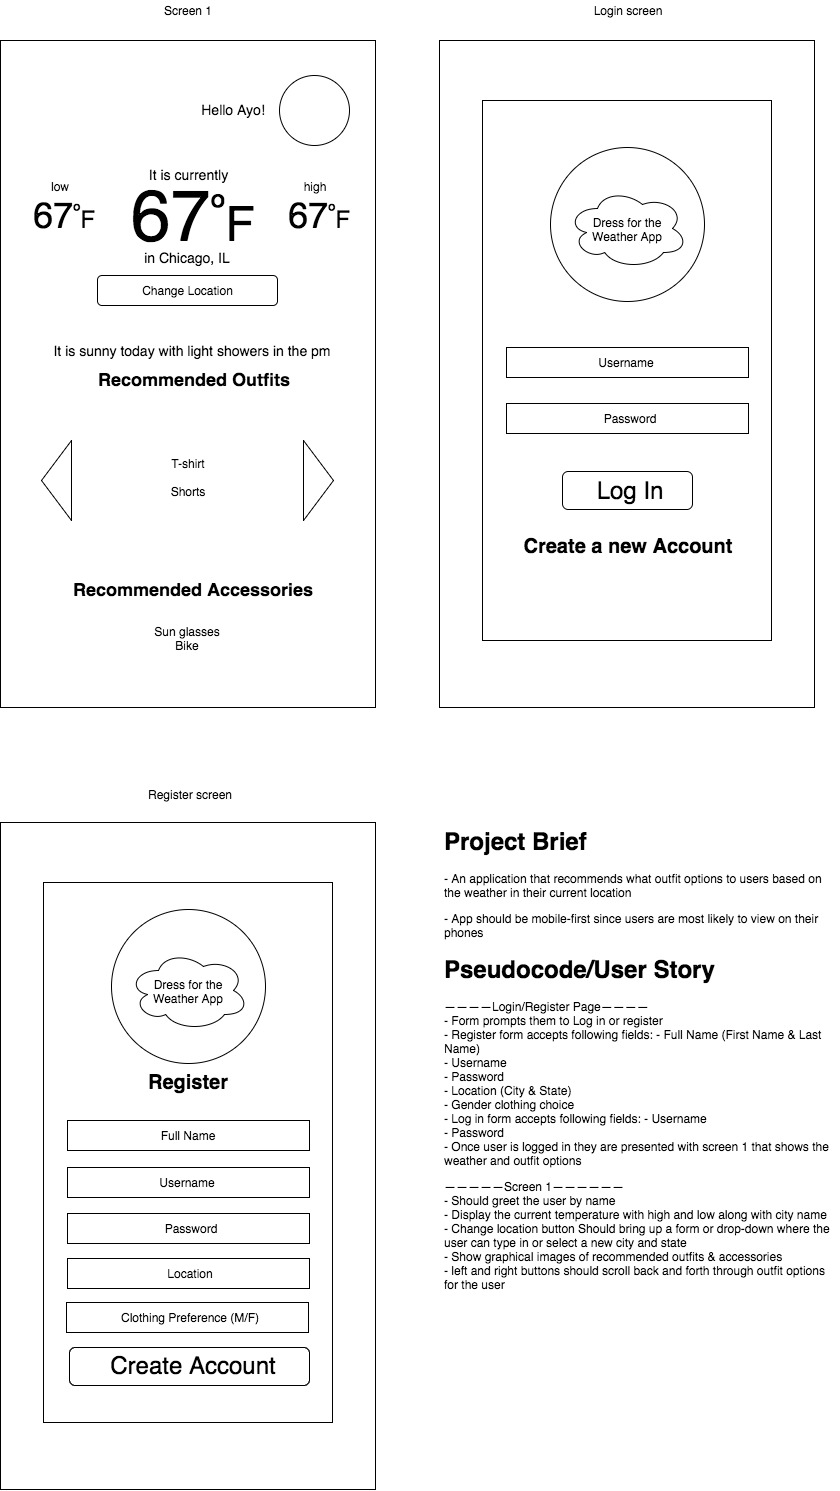 Screen 1
Hello Ayo!
low
67°F
It is currently
67°F
in Chicago, IL
high
67°F
Change Location
It is sunny today with light showers in the pm
Recommended Outfits
T-shirt
Shorts
Recommended Accessories
Sun glasses
Bike
Login screen
Dress for the
Weather App
Username
Password
Log In
Create a new Account
Register screen
Dress for the
Weather App
Register
Full Name
Username
Password
Location
Clothing Preference (M/F)
Create Account
Project Brief
- An application that recommends what outfit options to users based on
the weather in their current location
- App should be mobile-first since users are most likely to view on their
phones
Pseudocode/User Story
————Login/Register Page————
- Form prompts them to Log in or register
- Register form accepts following fields: - Full Name (First Name & Last
Name)
- Username
- Password
- Location (City & State)
- Gender clothing choice
- Log in form accepts following fields: - Username
- Password
- Once user is logged in they are presented with screen 1 that shows the
weather and outfit options
—————Screen 1——————
- Should greet the user by name
- Display the current temperature with high and low along with city name
- Change location button Should bring up a form or drop-down where the
user can type in or select a new city and state
- Show graphical images of recommended outfits & accessories
- left and right buttons should scroll back and forth through outfit options
for the user